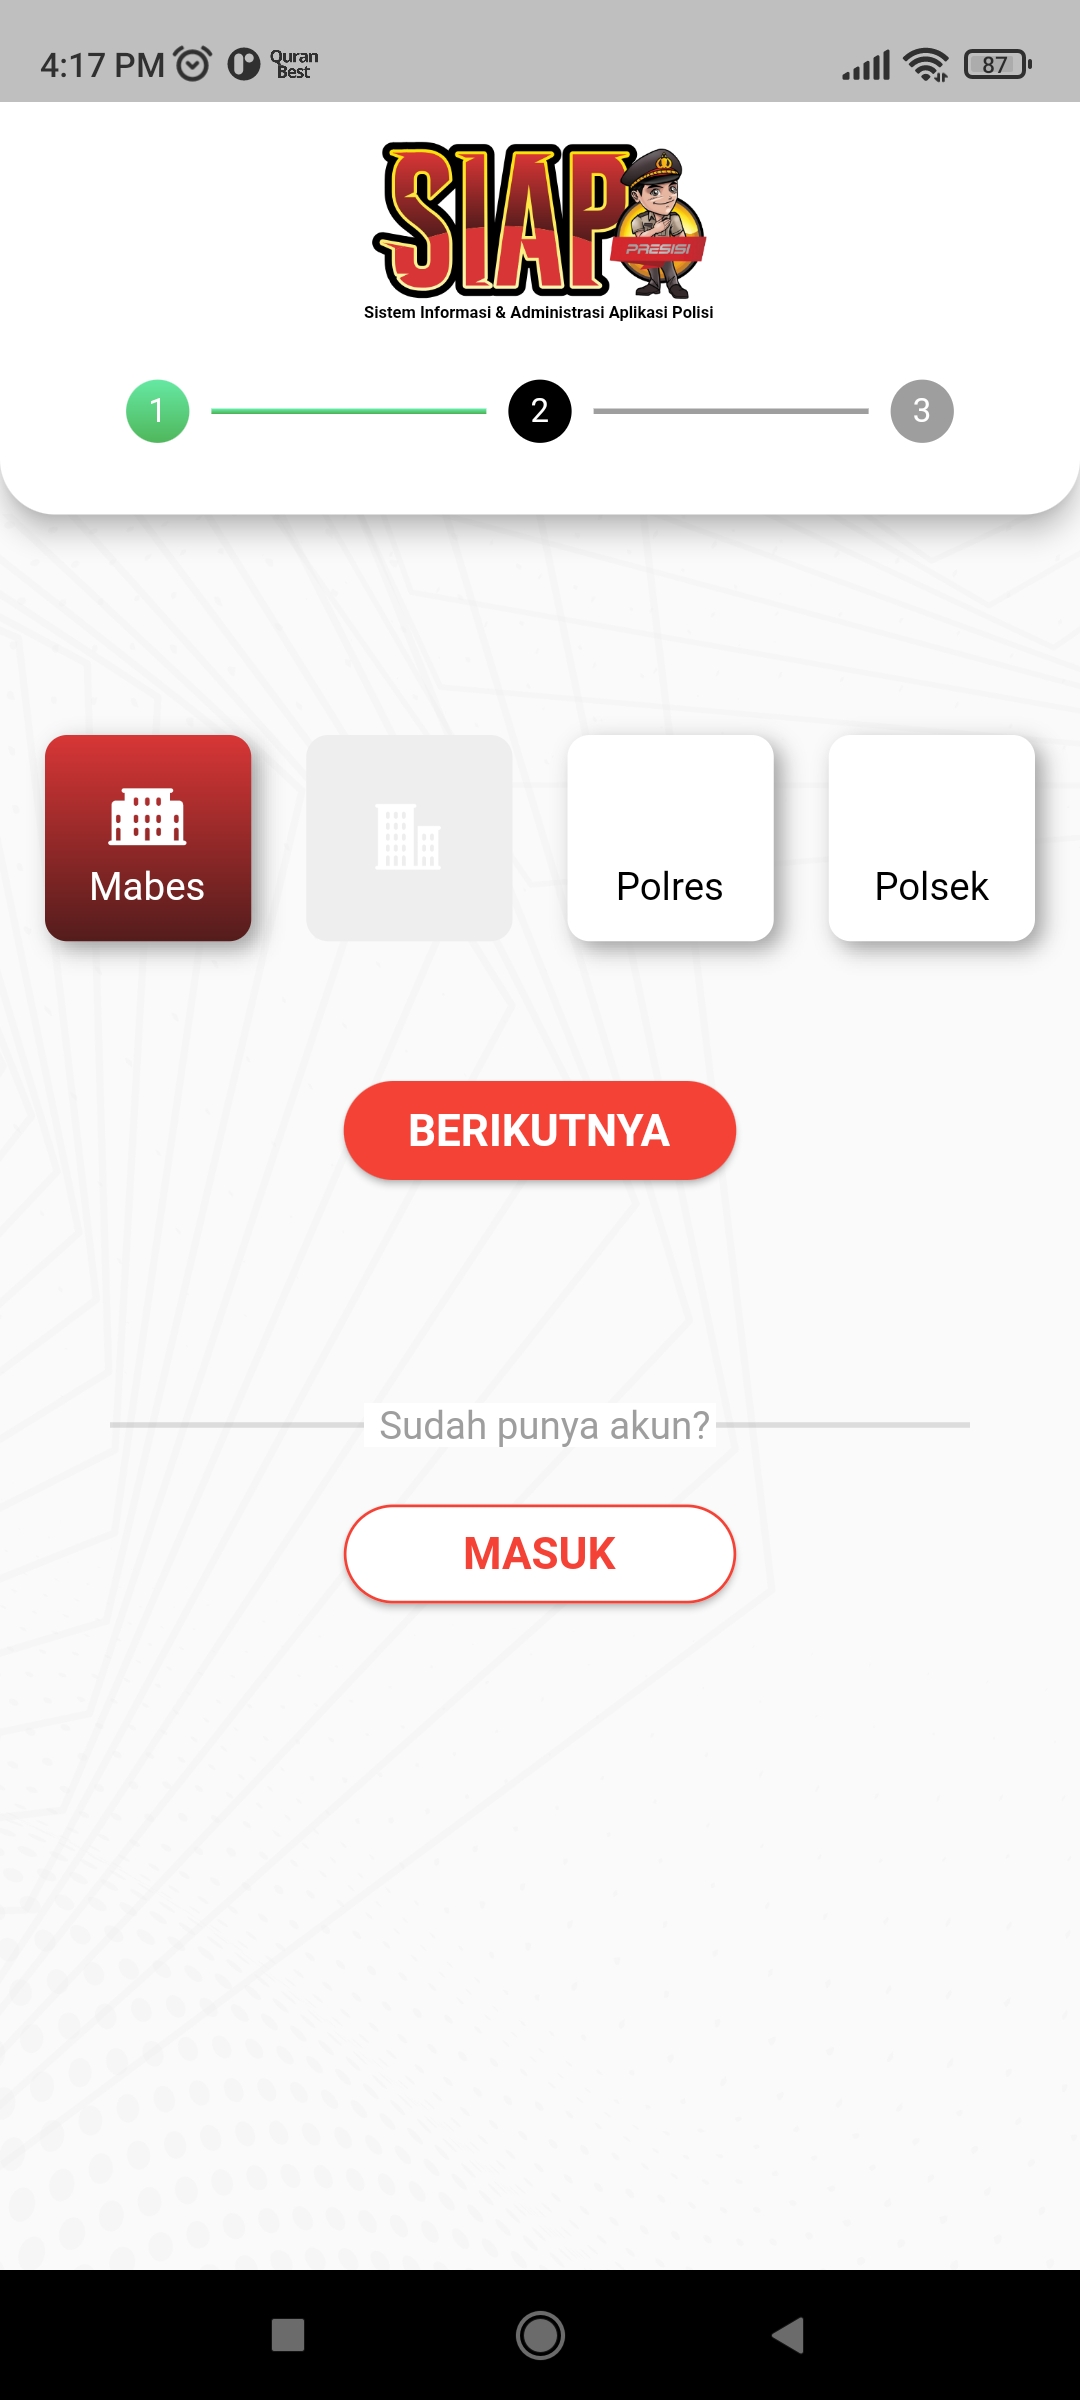 4:17 PM
Quran
Best
87
SIAP
PRESISI
Sistem Informasi & Administrasi Aplikasi Polisi
1
2
3
Mabes
Polres
Polsek
BERIKUTNYA
Sudah punya akun?
MASUK